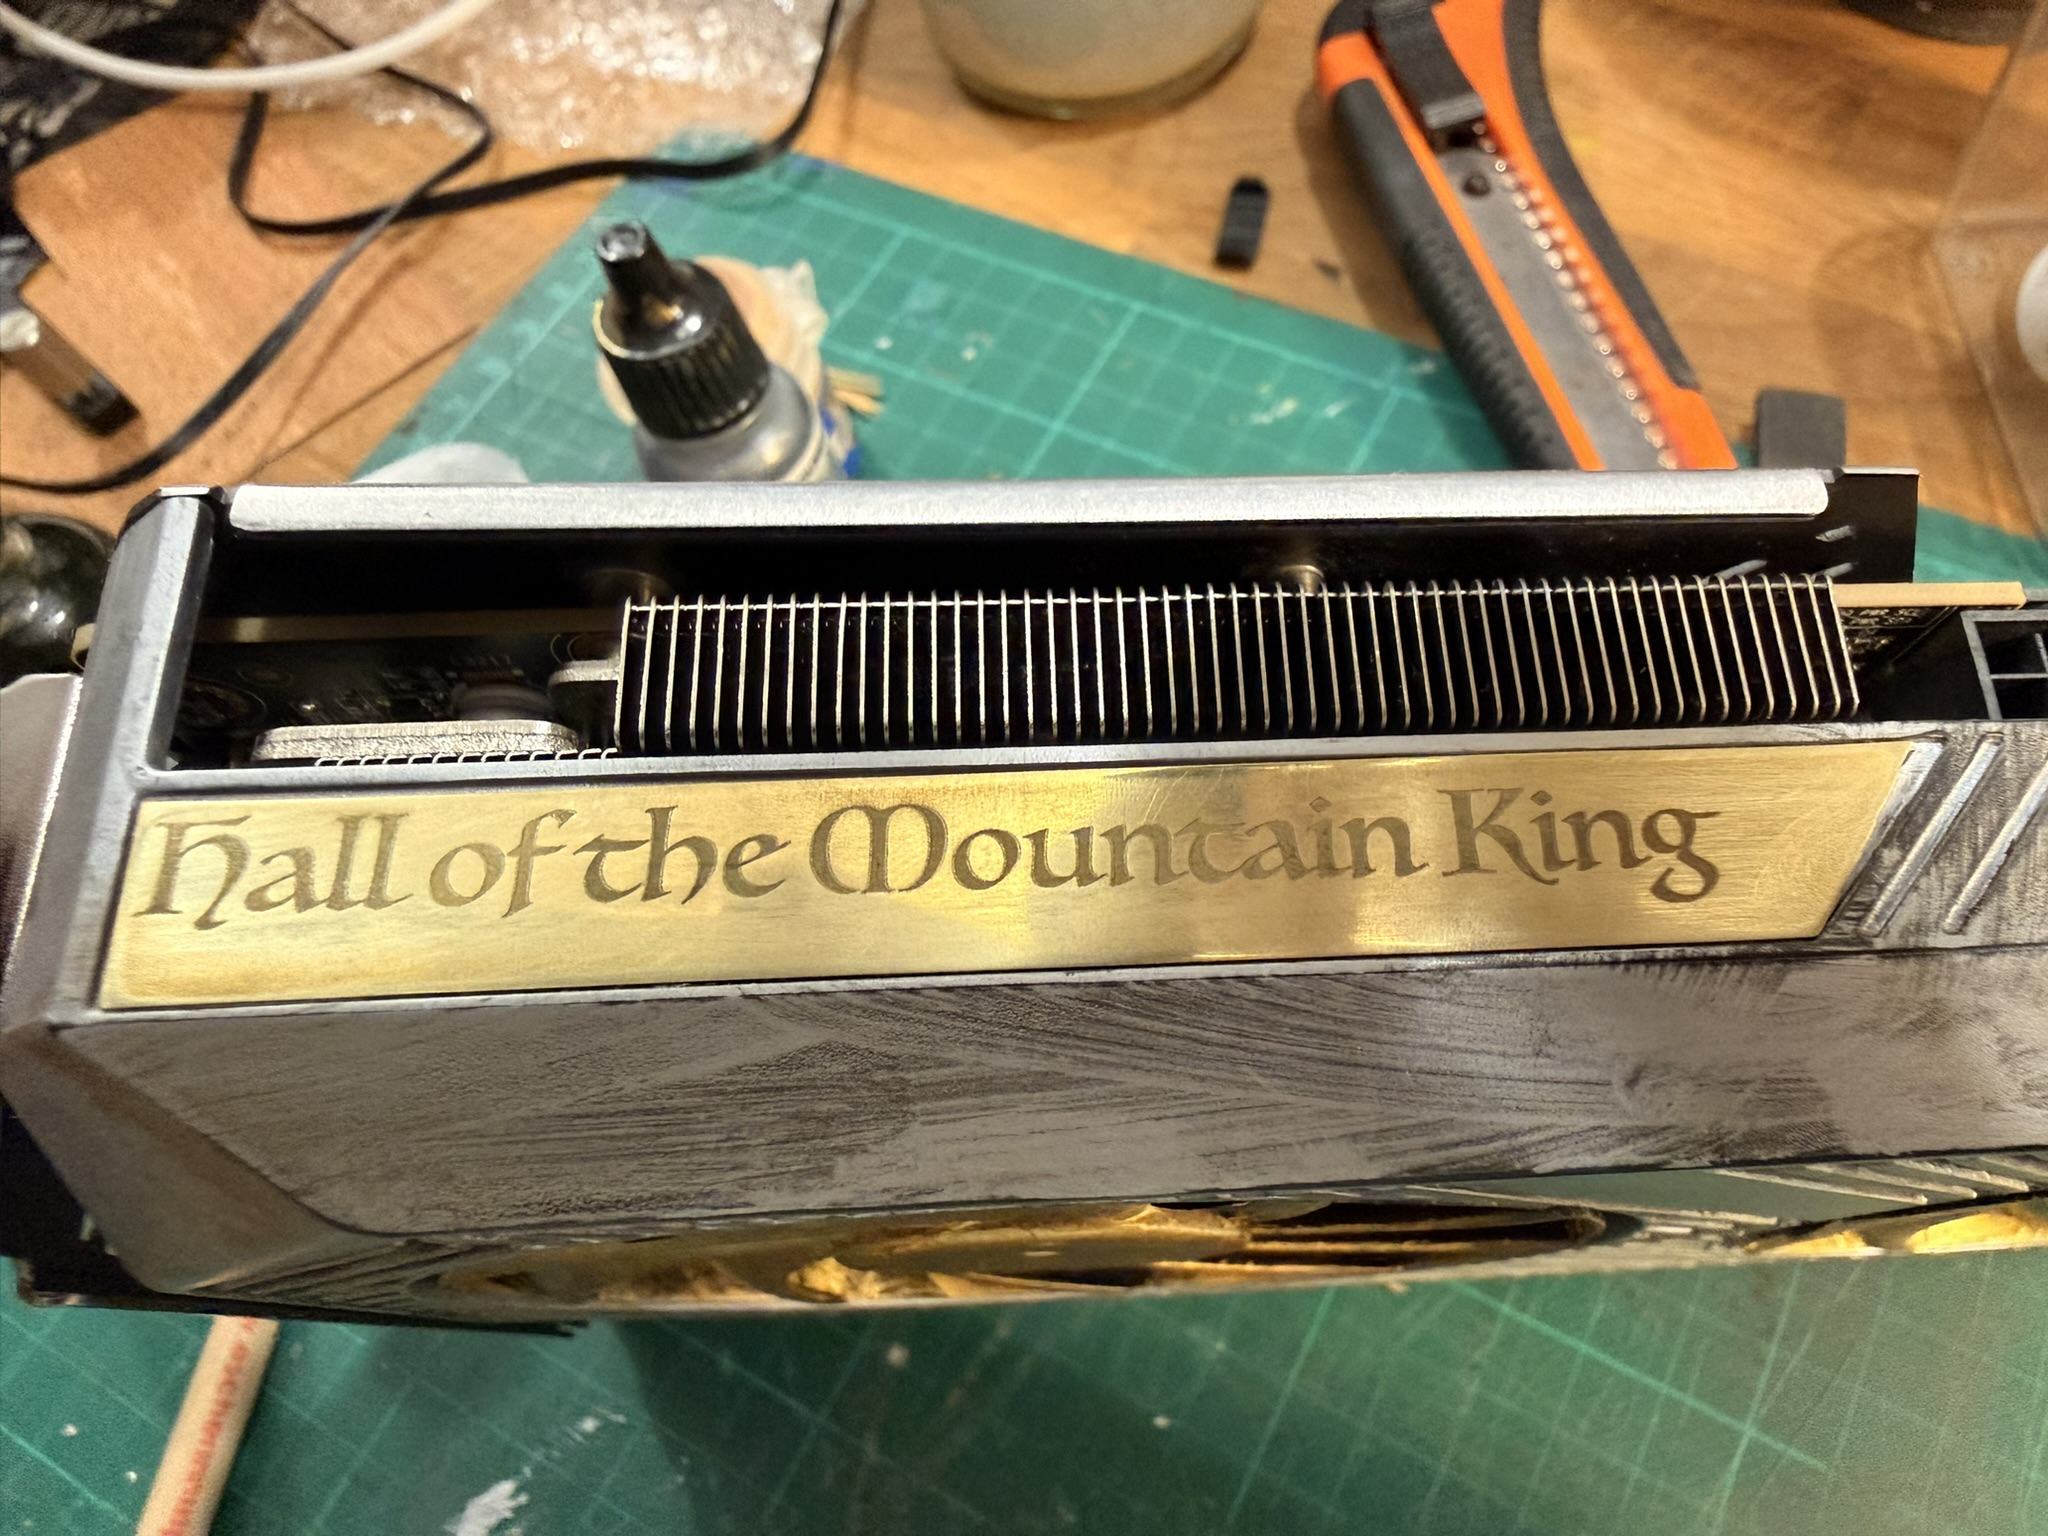 Hall of the Mountain King